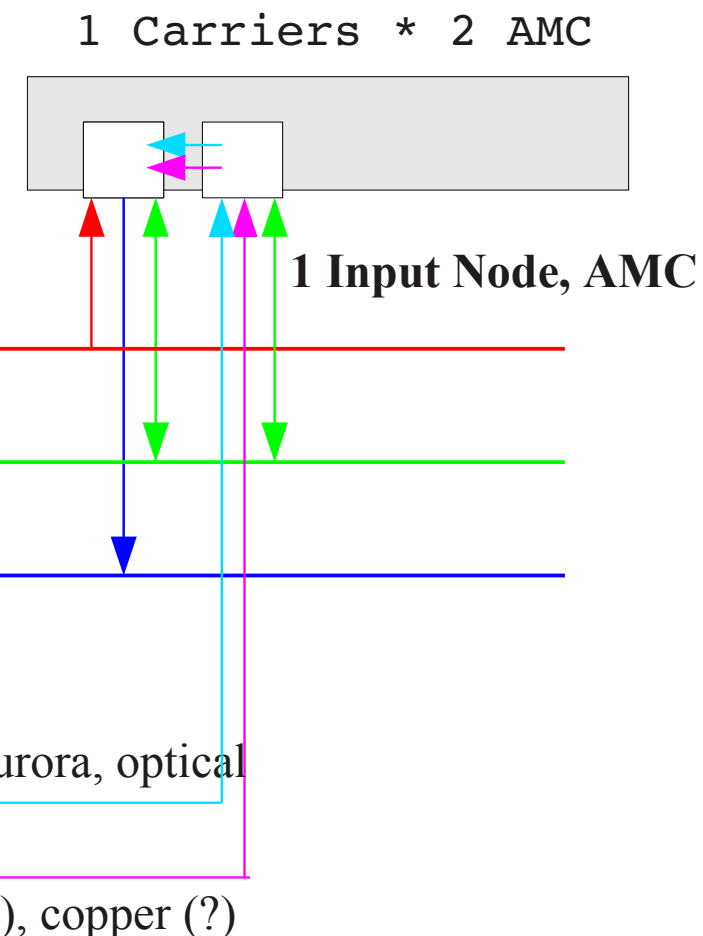 1 Carriers * 2 AMC
1 Input Node, AMC
urora, optical
), copper (?)